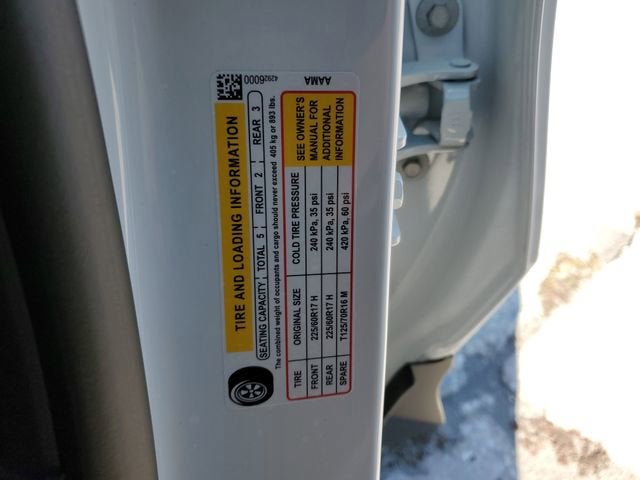 42926000
AAMA
TIRE AND LOADING INFORMATION
SEATING CAPACITY TOTAL 5 FRONT 2 REAR 3
The combined weight of occupants and cargo should never exceed 405 kg or 893 lbs.
TIRE ORIGINAL SIZE COLD TIRE PRESSURE SEE OWNER'S
FRONT 225/60R17 H 240 kPa, 35 psi MANUAL FOR
REAR 225/60R17 H 240 kPa, 35 psi ADDITIONAL
SPARE T125/70R16 M 420 kPa, 60 psi INFORMATION